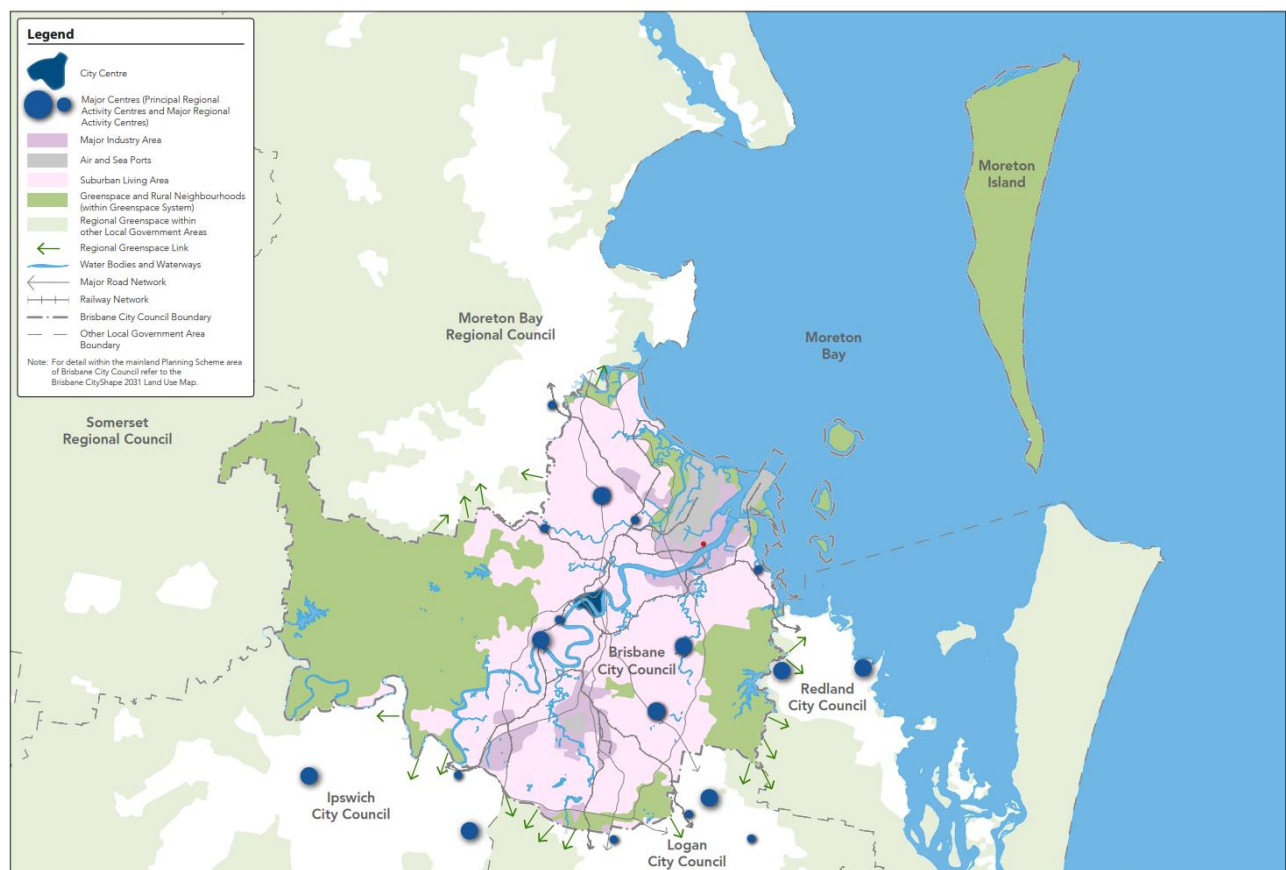 Legend
City Centre
Major Centres (Principal Regional
Activity Centres and Major Regional
Activity Centres)
Major Industry Area
Air and Sea Ports
Suburban Living Area
Greenspace and Rural Neighbourhoods
(within Greenspace System)
Regional Greenspace within
other Local Government Areas
Regional Greenspace Link
Water Bodies and Waterways
Major Road Network
Railway Network
Brisbane City Council Boundary
Other Local Government Area
Boundary
Note: For detail within the mainland Planning Scheme area
of Brisbane City Council refer to the
Brisbane CityShape 2031 Land Use Map.
Moreton
Island
Moreton Bay
Regional Council
Moreton
Bay
Somerset
Regional Council
Brisbane
City Council
Redland
City Council
Ipswich
City Council
Logan
City Council